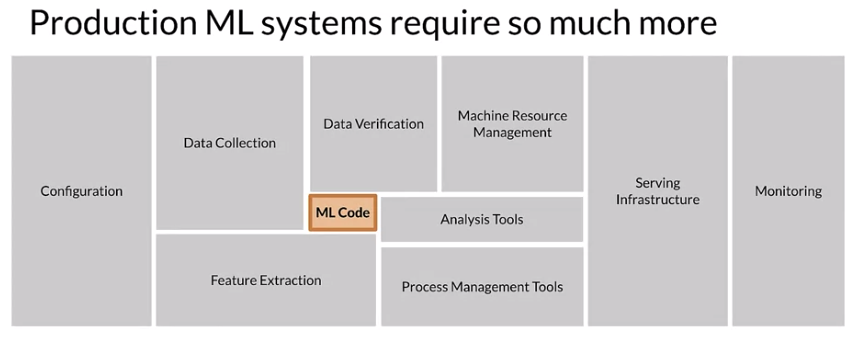 Production ML systems require so much more
Configuration
Data Collection
Data Verification
Machine Resource
Management
ML Code
Analysis Tools
Feature Extraction
Process Management Tools
Serving
Infrastructure
Monitoring